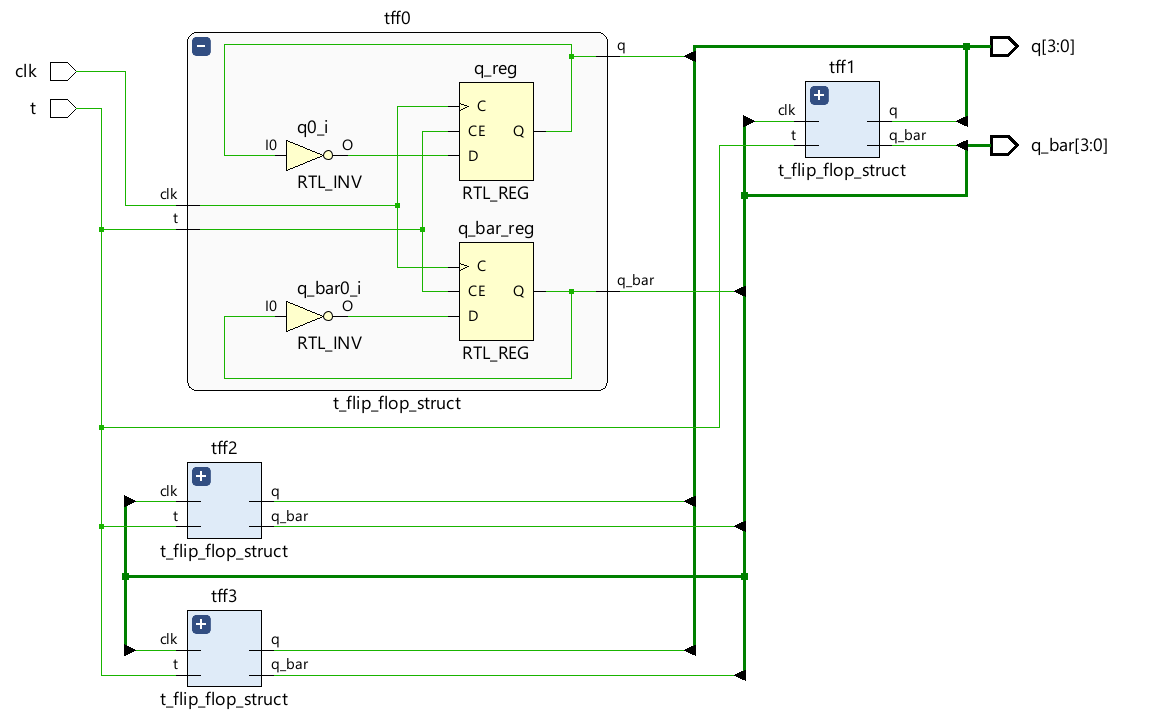 tff0
q
q[3:0]
clk
t
q_reg
C
CE
Q
D
RTL_REG
q0_i
I0
O
RTL_INV
tff1
clk
q
t
q_bar
t_flip_flop_struct
q_bar[3:0]
clk
t
q_bar_reg
C
CE
Q
D
RTL_REG
q_bar
q_bar0_i
I0
O
RTL_INV
t_flip_flop_struct
tff2
clk
q
t
q_bar
t_flip_flop_struct
tff3
clk
q
t
q_bar
t_flip_flop_struct